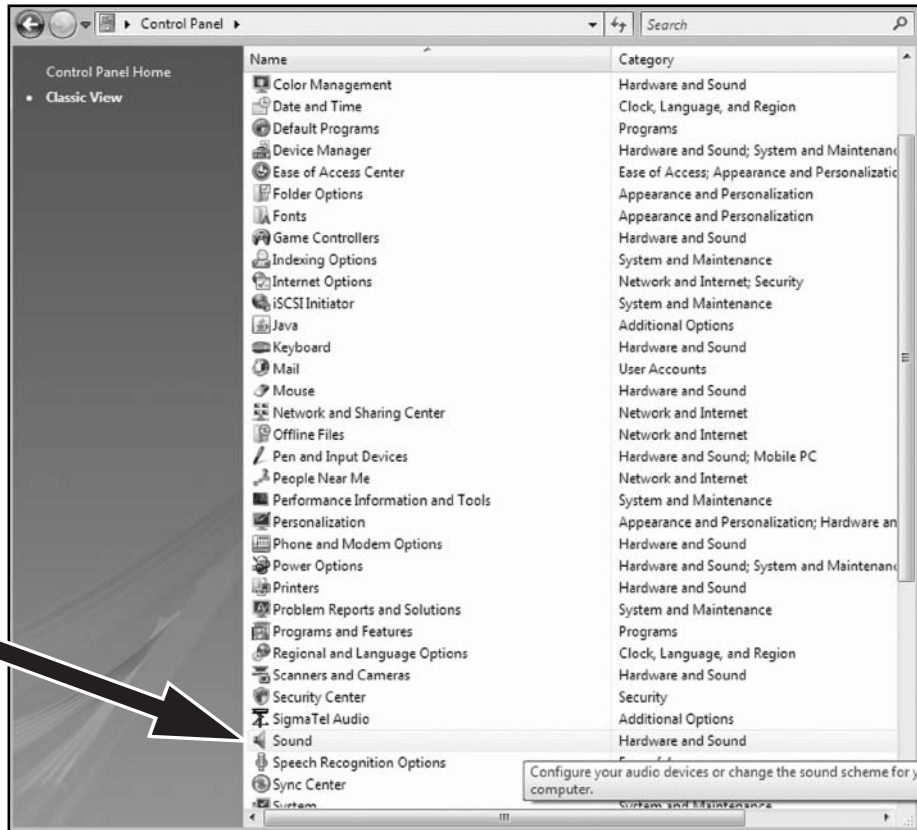 Control Panel
Search
Control Panel Home
Classic View
Name Category
Color Management Hardware and Sound
Date and Time Clock, Language, and Region
Default Programs Programs
Device Manager Hardware and Sound; System and Maintenanc
Ease of Access Center Ease of Access; Appearance and Personalizatic
Folder Options Appearance and Personalization
Fonts Appearance and Personalization
Game Controllers Hardware and Sound
Indexing Options System and Maintenance
Internet Options Network and Internet; Security
iSCSI Initiator System and Maintenance
Java Additional Options
Keyboard Hardware and Sound
Mail User Accounts
Mouse Hardware and Sound
Network and Sharing Center Network and Internet
Offline Files Network and Internet
Pen and Input Devices Hardware and Sound; Mobile PC
People Near Me Network and Internet
Performance Information and Tools System and Maintenance
Personalization Appearance and Personalization; Hardware an
Phone and Modem Options Hardware and Sound
Power Options Hardware and Sound; System and Maintenanc
Printers Hardware and Sound
Problem Reports and Solutions System and Maintenance
Programs and Features Programs
Regional and Language Options Clock, Language, and Region
Scanners and Cameras Hardware and Sound
Security Center Security
SigmaTel Audio Additional Options
Sound Hardware and Sound
Speech Recognition Options
Configure your audio devices or change the sound scheme for y
computer.
Sync Center
System System and Maintenance